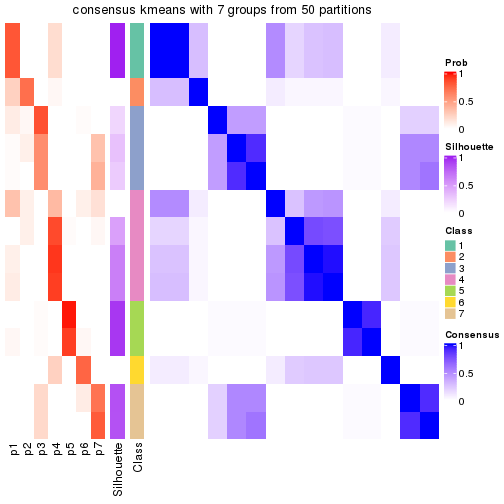 consensus kmeans with 7 groups from 50 partitions
Prob
1
0.5
0
Silhouette
1
0.5
0
Class
1
2
3
4
5
6
7
Consensus
1
0.5
0
p1
p2
p3
p4
p5
p6
p7
Silhouette
Class